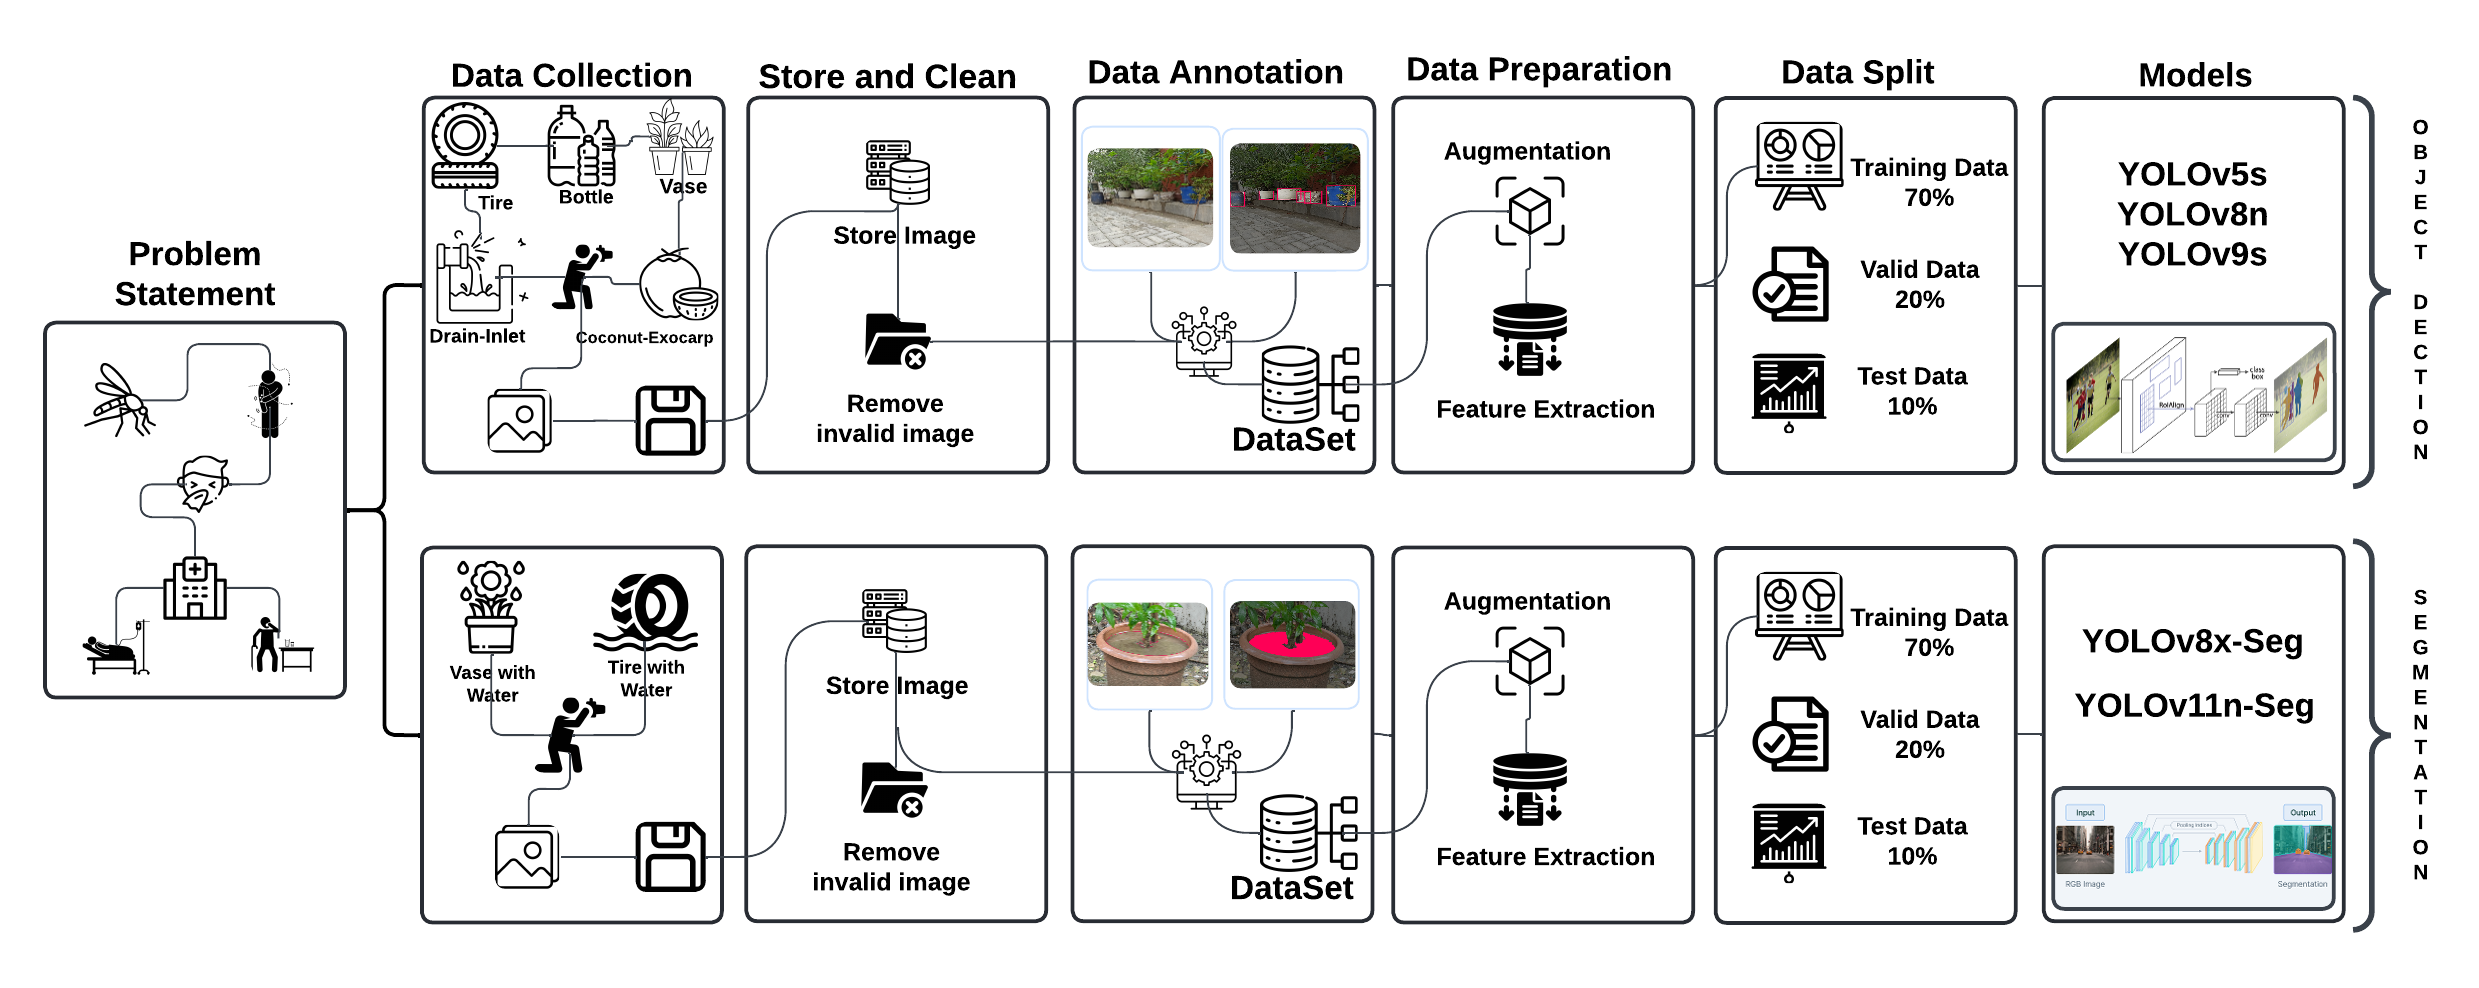 Problem
Statement
Data Collection
Store and Clean
Data Annotation
Data Preparation
Data Split
Models
Tire
Bottle
Vase
Drain-Inlet
Coconut-Exocarp
Store Image
Remove
invalid image
DataSet
Augmentation
Feature Extraction
Training Data
70%
Valid Data
20%
Test Data
10%
YOLOv5s
YOLOv8n
YOLOv9s
RoIAlign
class
box
conv
conv
OBJECT DECTION
Vase with
Water
Tire with
Water
Store Image
Remove
invalid image
DataSet
Augmentation
Feature Extraction
Training Data
70%
Valid Data
20%
Test Data
10%
YOLOv8x-Seg
YOLOv11n-Seg
Input
Output
Pooling Indices
RGB Image
Segmentation
SEGMENTATION